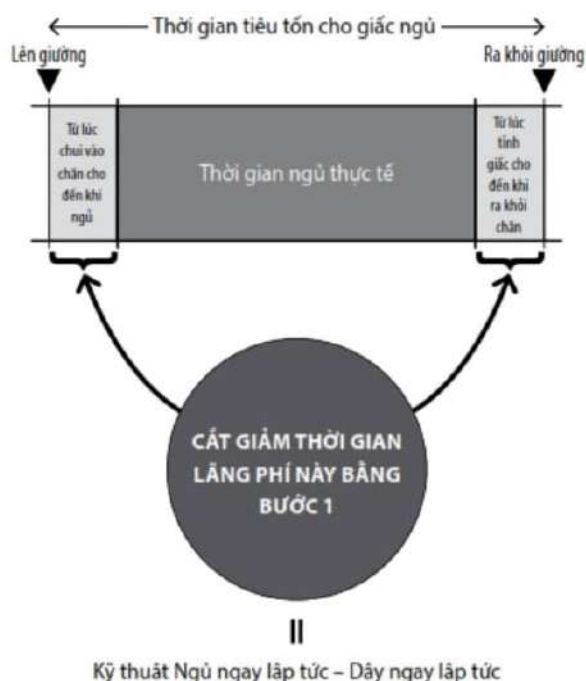 Thời gian tiêu tốn cho giấc ngủ
Lên giường
Ra khỏi giường
Từ lúc
chui vào
chăn cho
đến khi
ngủ
Thời gian ngủ thực tế
Từ lúc
tỉnh
giấc cho
đến khi
ra khỏi
chăn
CẮT GIẢM THỜI GIAN
LÃNG PHÍ NÀY BẰNG
BƯỚC 1
=
Kỹ thuật Ngủ ngay lập tức – Dậy ngay lập tức